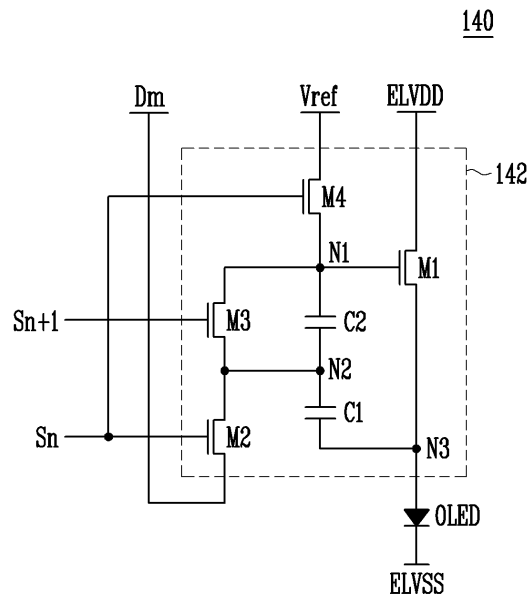 140
Dm
Vref
ELVDD
142
M4
N1
M1
Sn+1
M3
C2
N2
C1
Sn
M2
N3
OLED
ELVSS